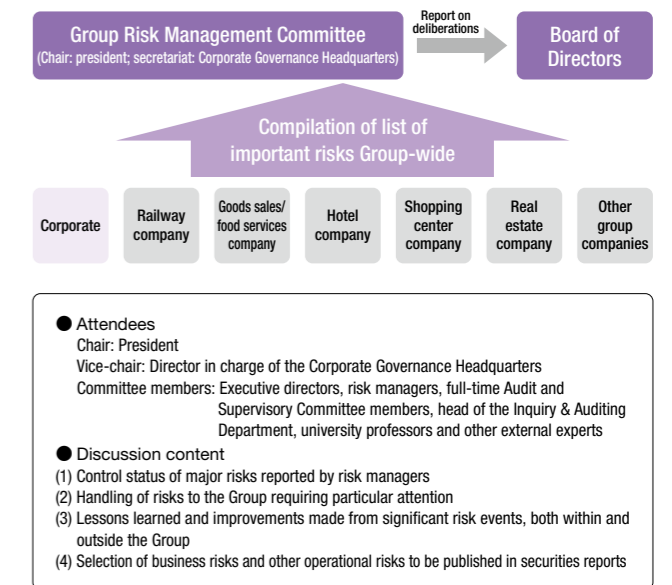 Group Risk Management Committee
(Chair: president; secretariat: Corporate Governance Headquarters)
Report on
deliberations
Board of
Directors
Compilation of list of
important risks Group-wide
Corporate
Railway
company
Goods sales/
food services
company
Hotel
company
Shopping
center
company
Real
estate
company
Other
group
companies
● Attendees
Chair: President
Vice-chair: Director in charge of the Corporate Governance Headquarters
Committee members: Executive directors, risk managers, full-time Audit and
Supervisory Committee members, head of the Inquiry & Auditing
Department, university professors and other external experts
● Discussion content
(1) Control status of major risks reported by risk managers
(2) Handling of risks to the Group requiring particular attention
(3) Lessons learned and improvements made from significant risk events, both within and
outside the Group
(4) Selection of business risks and other operational risks to be published in securities reports